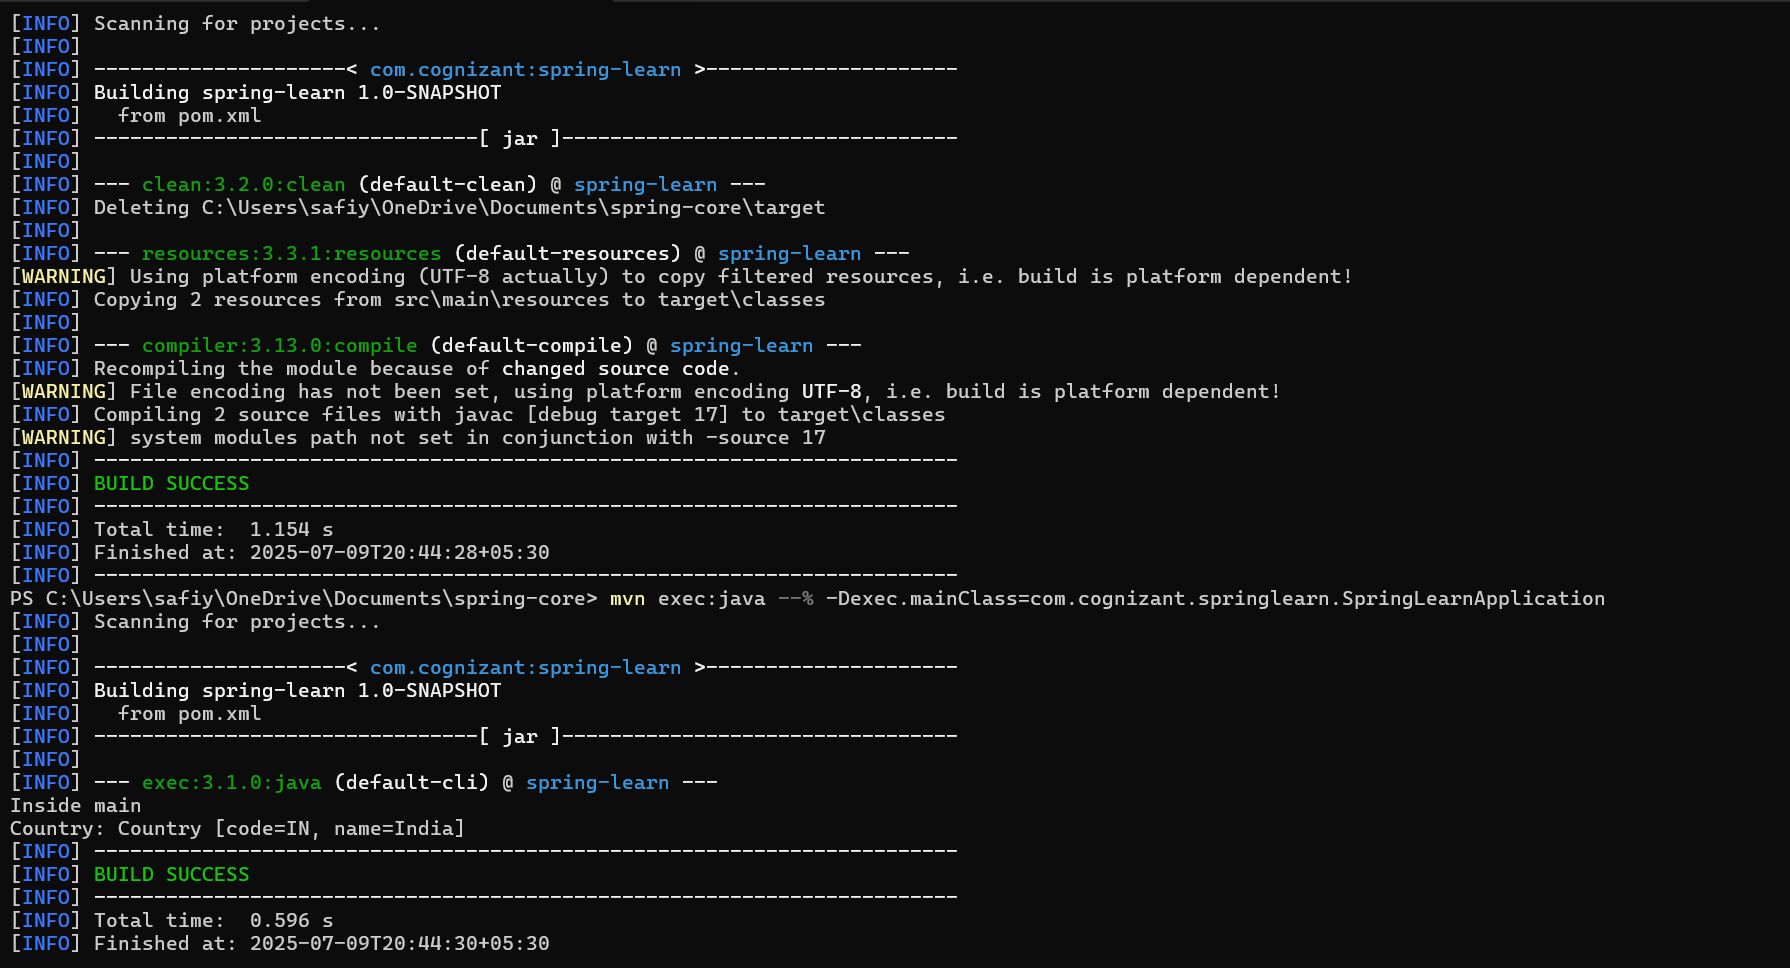 [INFO] Scanning for projects...
[INFO]
[INFO] ---------------------< com.cognizant:spring-learn >---------------------
[INFO] Building spring-learn 1.0-SNAPSHOT
[INFO]   from pom.xml
[INFO] --------------------------------[ jar ]---------------------------------
[INFO]
[INFO] --- clean:3.2.0:clean (default-clean) @ spring-learn ---
[INFO] Deleting C:\Users\safiy\OneDrive\Documents\spring-core\target
[INFO]
[INFO] --- resources:3.3.1:resources (default-resources) @ spring-learn ---
[WARNING] Using platform encoding (UTF-8 actually) to copy filtered resources, i.e. build is platform dependent!
[INFO] Copying 2 resources from src\main\resources to target\classes
[INFO]
[INFO] --- compiler:3.13.0:compile (default-compile) @ spring-learn ---
[INFO] Recompiling the module because of changed source code.
[WARNING] File encoding has not been set, using platform encoding UTF-8, i.e. build is platform dependent!
[INFO] Compiling 2 source files with javac [debug target 17] to target\classes
[WARNING] system modules path not set in conjunction with -source 17
[INFO] ------------------------------------------------------------------------
[INFO] BUILD SUCCESS
[INFO] ------------------------------------------------------------------------
[INFO] Total time:  1.154 s
[INFO] Finished at: 2025-07-09T20:44:28+05:30
[INFO] ------------------------------------------------------------------------
PS C:\Users\safiy\OneDrive\Documents\spring-core> mvn exec:java --% -Dexec.mainClass=com.cognizant.springlearn.SpringLearnApplication
[INFO] Scanning for projects...
[INFO]
[INFO] ---------------------< com.cognizant:spring-learn >---------------------
[INFO] Building spring-learn 1.0-SNAPSHOT
[INFO]   from pom.xml
[INFO] --------------------------------[ jar ]---------------------------------
[INFO]
[INFO] --- exec:3.1.0:java (default-cli) @ spring-learn ---
Inside main
Country: Country [code=IN, name=India]
[INFO] ------------------------------------------------------------------------
[INFO] BUILD SUCCESS
[INFO] ------------------------------------------------------------------------
[INFO] Total time:  0.596 s
[INFO] Finished at: 2025-07-09T20:44:30+05:30